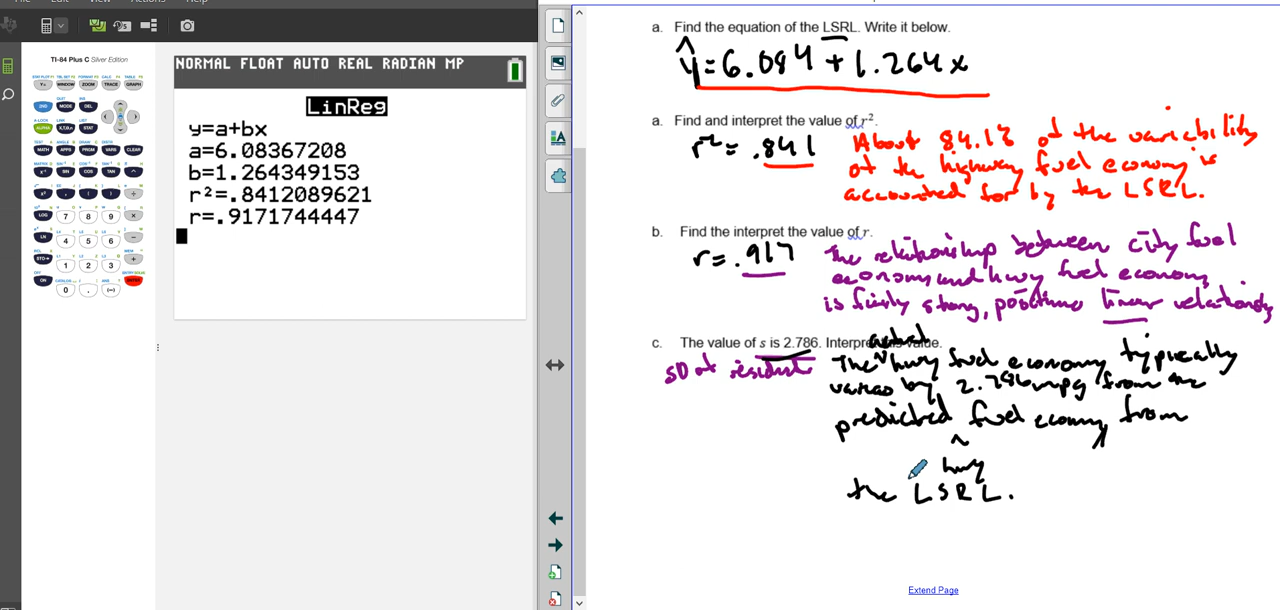 NORMAL FLOAT AUTO REAL RADIAN MP
LinReg
y=a+bx
a=6.08367208
b=1.264349153
r²=.8412089621
r=.9171744447
TI-84 Plus C Silver Edition
a. Find the equation of the LSRL. Write it below.
ŷ=6.084+1.264x
a. Find and interpret the value of r².
r²=.841
About 84.1% of the variability
of the highway fuel economy is
accounted for by the LSRL.
b. Find the interpret the value of r.
r=.917
The relationship between city fuel
economy and hwy fuel economy
is fairly strong, positive linear relationship
c. The value of s is 2.786. Interpret this value.
SD of residuals
actual
The hwy fuel economy typically
varies by 2.786mpg from the
predicted fuel economy from
^
hwy
the LSRL.
Extend Page